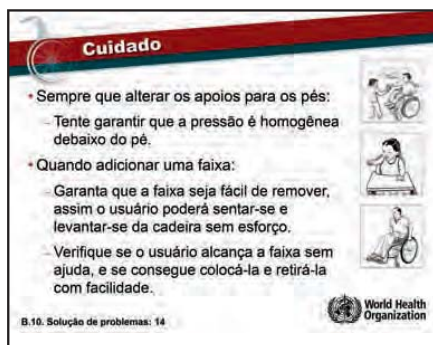 Cuidado
• Sempre que alterar os apoios para os pés:
– Tente garantir que a pressão é homogênea
debaixo do pé.
• Quando adicionar uma faixa:
– Garanta que a faixa seja fácil de remover,
assim o usuário poderá sentar-se e
levantar-se da cadeira sem esforço.
– Verifique se o usuário alcança a faixa sem
ajuda, e se consegue colocá-la e retirá-la
com facilidade.
B.10. Solução de problemas: 14
World Health
Organization